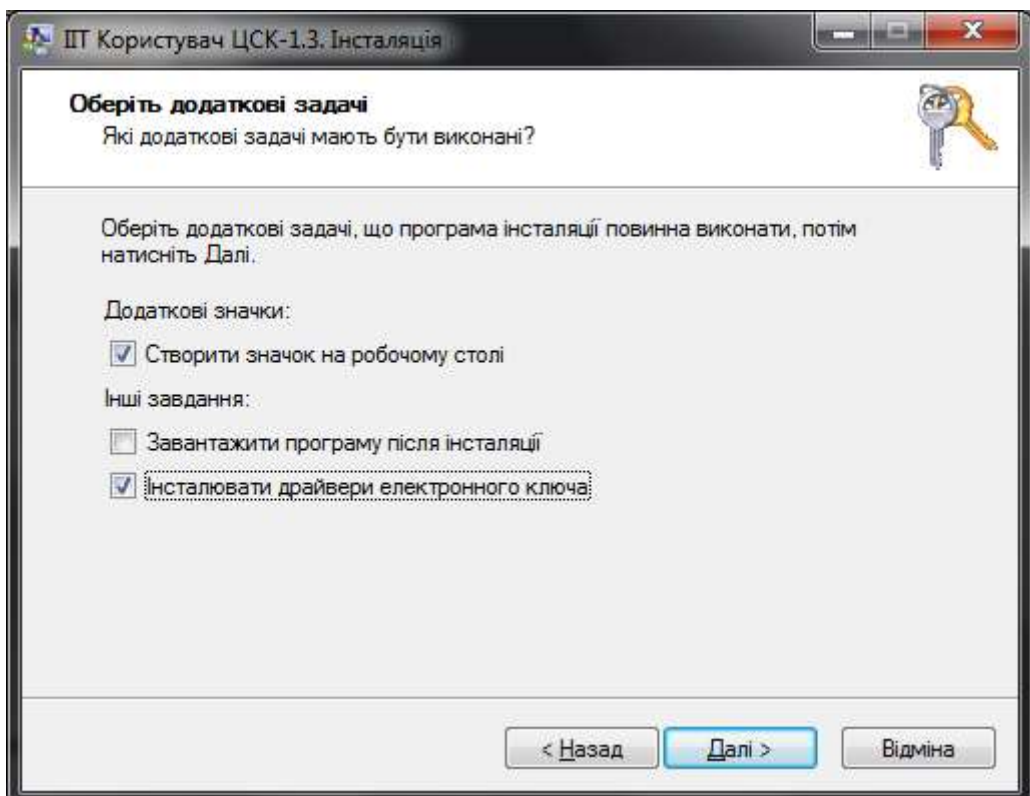 ІІТ Користувач ЦСК-1.3. Інсталяція
Оберіть додаткові задачі
Які додаткові задачі мають бути виконані?
Оберіть додаткові задачі, що програма інсталяції повинна виконати, потім
натисніть Далі.
Додаткові значки:
Створити значок на робочому столі
Інші завдання:
Завантажити програму після інсталяції
Інсталювати драйвери електронного ключа
< Назад
Далі >
Відміна